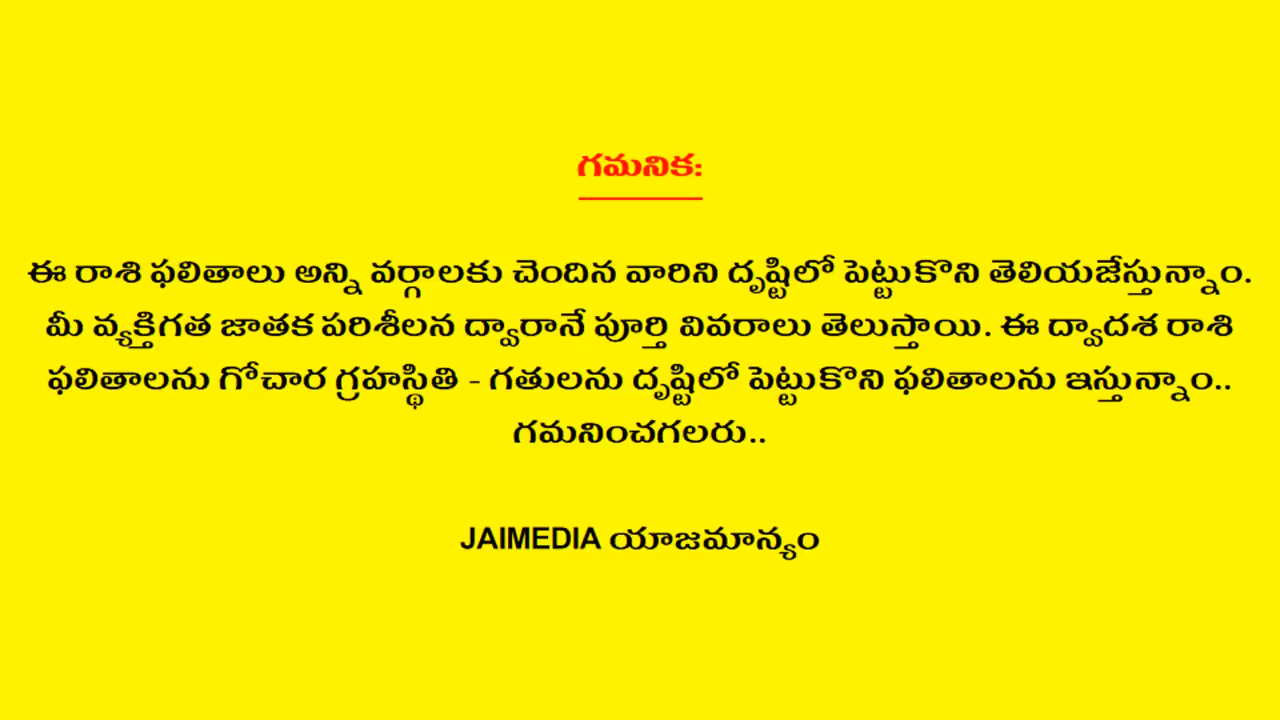 గమనిక:
ఈ రాశి ఫలితాలు అన్ని వర్గాలకు చెందిన వారిని దృష్టిలో పెట్టుకొని తెలియజేస్తున్నాం.
మీ వ్యక్తిగత జాతక పరిశీలన ద్వారానే పూర్తి వివరాలు తెలుస్తాయి. ఈ ద్వాదశ రాశి
ఫలితాలను గోచార గ్రహస్థితి - గతులను దృష్టిలో పెట్టుకొని ఫలితాలను ఇస్తున్నాం..
గమనించగలరు..
JAIMEDIA యాజమాన్యం